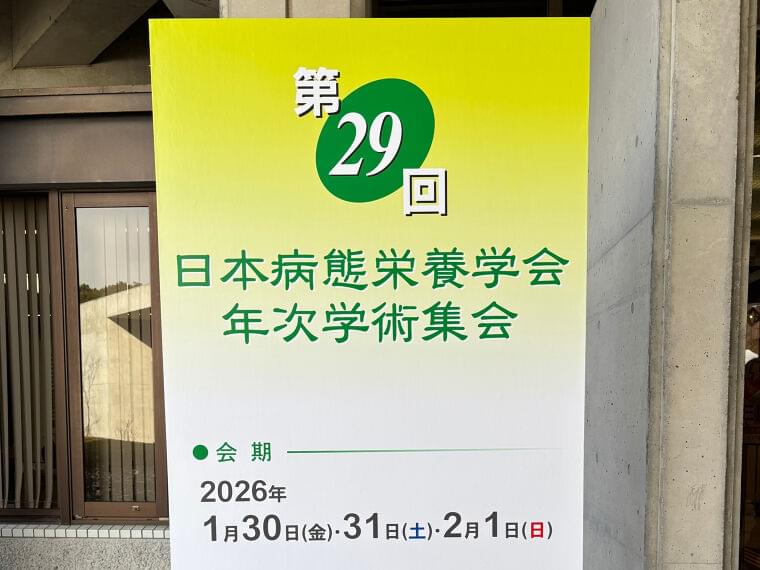 第29回
日本病態栄養学会
年次学術集会
●会期
2026年
1月30日(金)・31日(土)・2月1日(日)